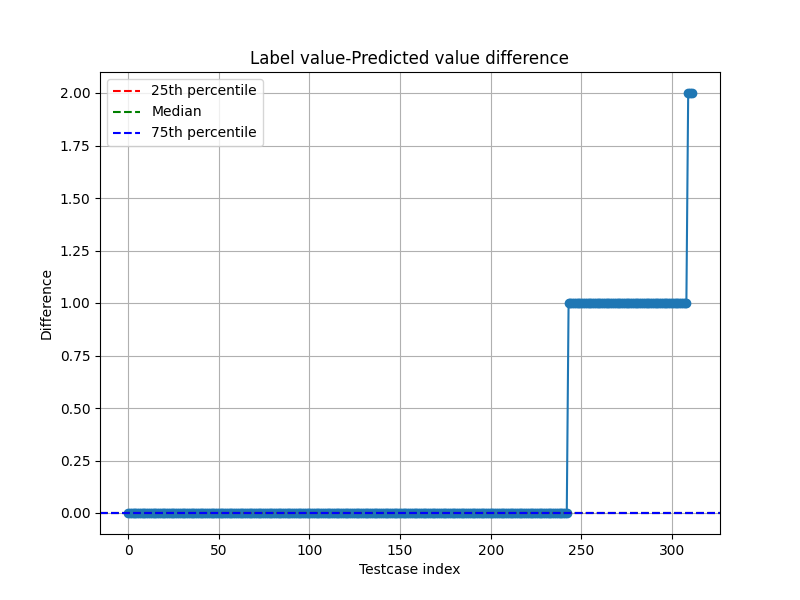 Label value-Predicted value difference
25th percentile
Median
75th percentile
2.00
1.75
1.50
1.25
1.00
0.75
0.50
0.25
0.00
Difference
0 50 100 150 200 250 300
Testcase index